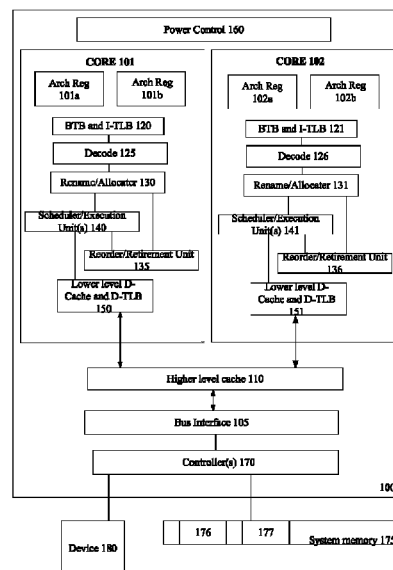 Power Control 160
CORE 101
CORE 102
Arch Reg
101a
Arch Reg
101b
Arch Reg
102a
Arch Reg
102b
BTB and I-TLB 120
BTB and I-TLB 121
Decode 125
Decode 126
Rename/Allocater 130
Rename/Allocater 131
Scheduler/Execution
Unit(s) 140
Scheduler/Execution
Unit(s) 141
Reorder/Retirement Unit
135
Reorder/Retirement Unit
136
Lower level D-
Cache and D-TLB
150
Lower level D-
Cache and D-TLB
151
Higher level cache 110
Bus Interface 105
Controller(s) 170
100
Device 180
176
177
System memory 175